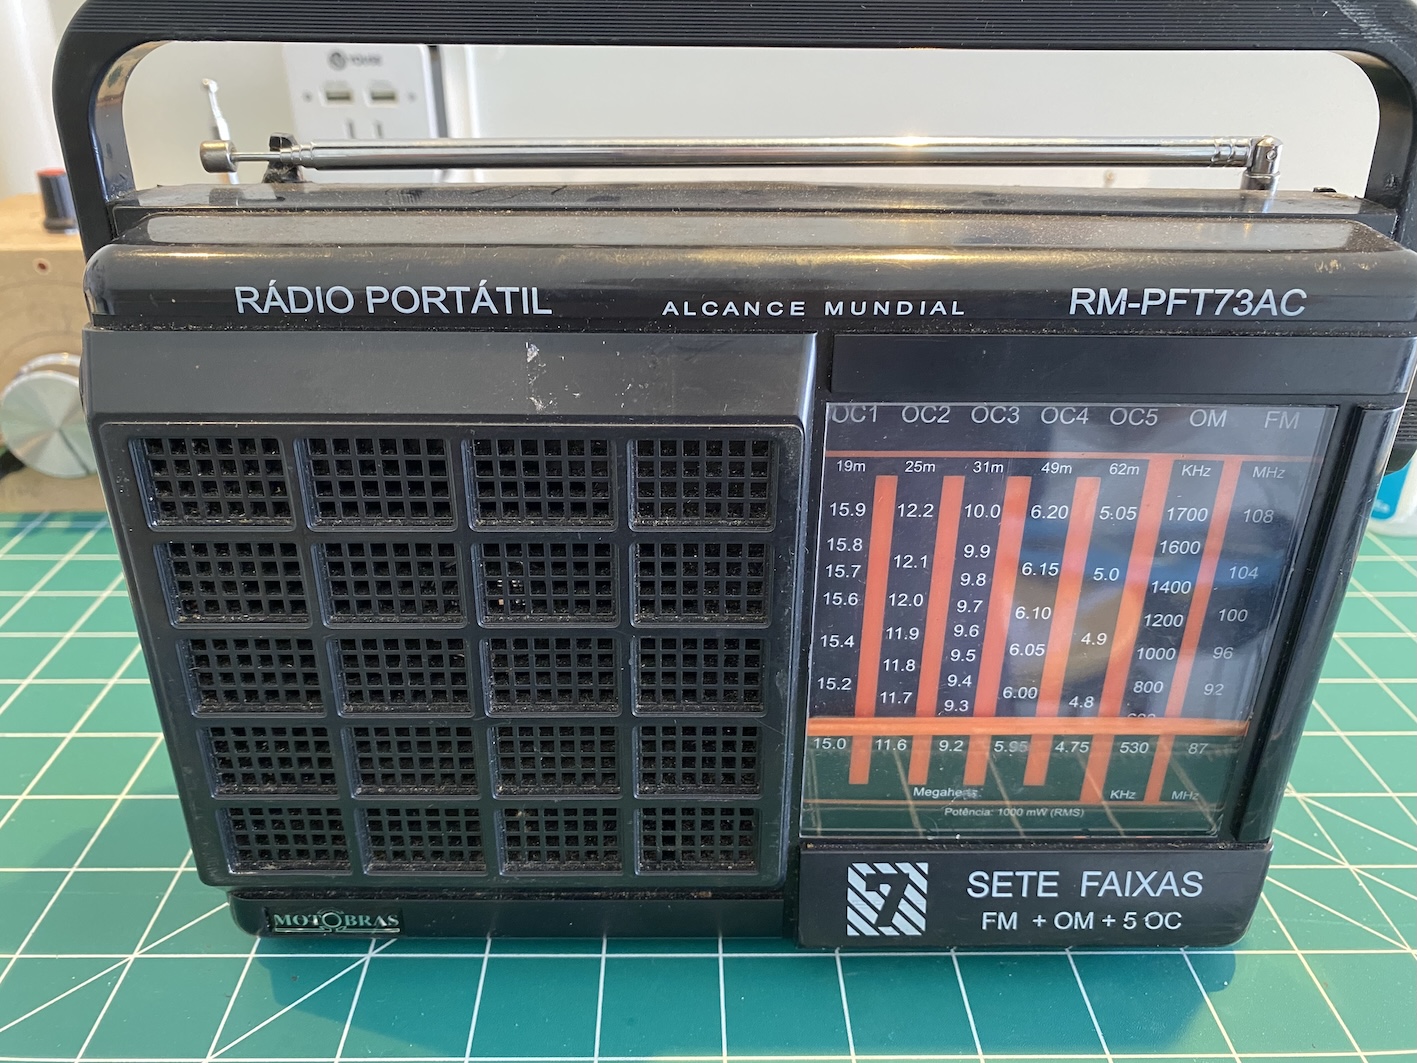 RÁDIO PORTÁTIL ALCANCE MUNDIAL RM-PFT73AC
OC1 OC2 OC3 OC4 OC5 OM FM
19m 25m 31m 49m 62m KHz MHz
15.9 12.2 10.0 6.20 5.05 1700 108
15.8 12.1 9.9 6.15 5.0 1600 104
15.7 12.0 9.8 6.10 4.9 1400 100
15.6 11.9 9.7 6.05 4.8 1200 96
15.4 11.8 9.6 6.00 1000 92
15.2 11.7 9.5 800
9.4
9.3
15.0 11.6 9.2 5.95 4.75 530 87
Megahertz KHz MHz
Potência: 1000 mW (RMS)
7 SETE FAIXAS
FM + OM + 5 OC
MOTOBRAS